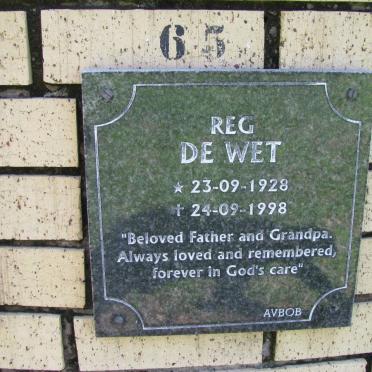 65
REG
DE WET
★ 23-09-1928
✝ 24-09-1998
"Beloved Father and Grandpa.
Always loved and remembered,
forever in God's care"
AVBOB